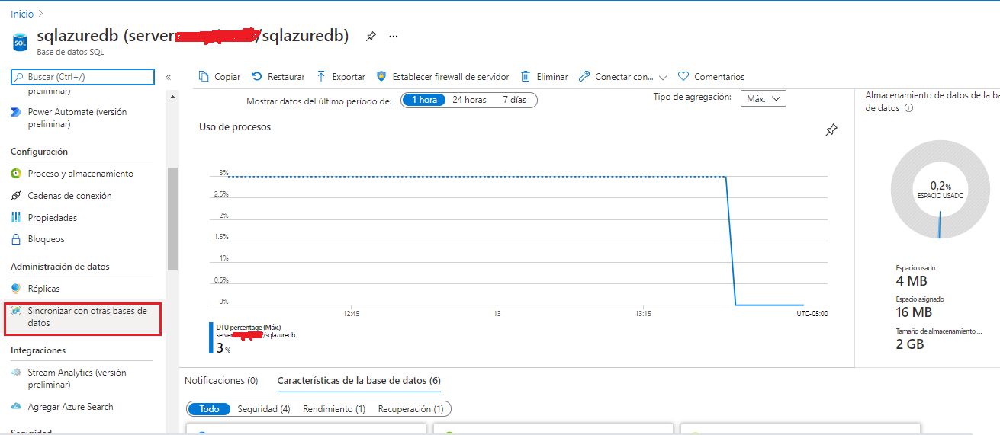 Inicio
sqlazuredb (server /sqlazuredb)
SQL
Base de datos SQL
Buscar (Ctrl+/)
preliminar)
Power Automate (versión
preliminar)
Configuración
Proceso y almacenamiento
Cadenas de conexión
Propiedades
Bloqueos
Administración de datos
Réplicas
Sincronizar con otras bases de
datos
Integraciones
Stream Analytics (versión
preliminar)
Agregar Azure Search
Seguridad
Copiar Restaurar Exportar Establecer firewall de servidor Eliminar Conectar con... Comentarios
Mostrar datos del último período de: 1 hora 24 horas 7 días
Tipo de agregación: Máx.
Uso de procesos
3%
2.5%
2%
1.5%
1%
0.5%
0%
12:45 13 13:15 UTC-05:00
DTU percentage (Máx.)
server /sqlazuredb
3 %
Almacenamiento de datos de la ba
de datos
0,2%
ESPACIO USADO
Espacio usado
4 MB
Espacio asignado
16 MB
Tamaño de almacenamiento ...
2 GB
Notificaciones (0) Características de la base de datos (6)
Todo Seguridad (4) Rendimiento (1) Recuperación (1)